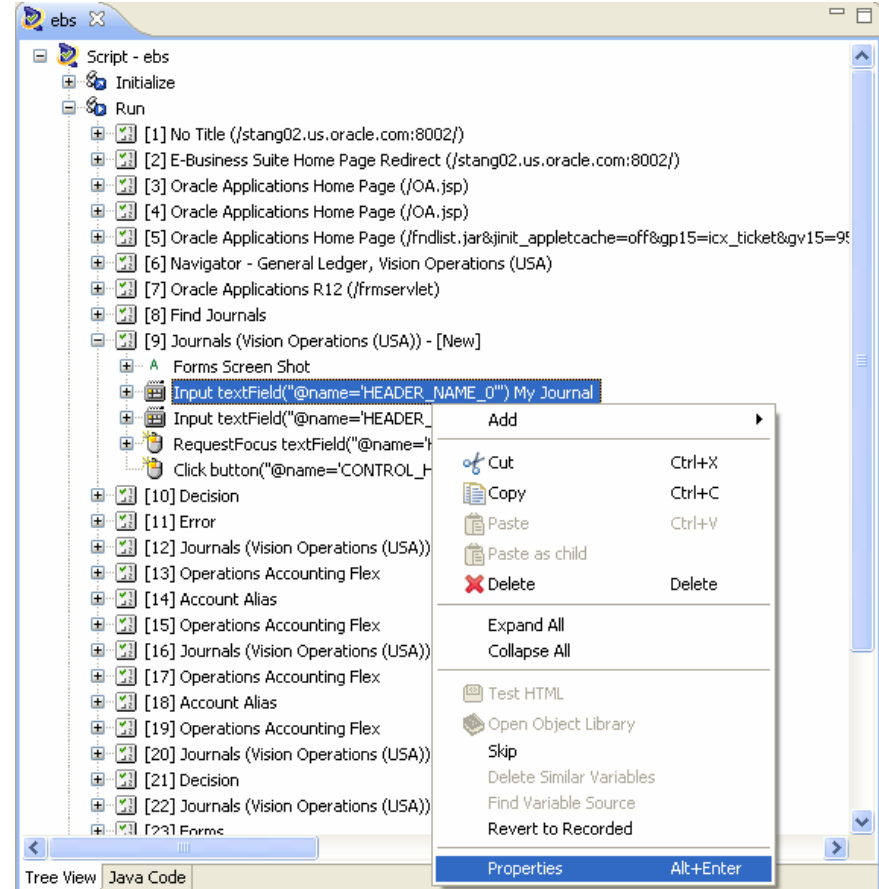 ebs
Script - ebs
Initialize
Run
[1] No Title (/stang02.us.oracle.com:8002/)
[2] E-Business Suite Home Page Redirect (/stang02.us.oracle.com:8002/)
[3] Oracle Applications Home Page (/OA.jsp)
[4] Oracle Applications Home Page (/OA.jsp)
[5] Oracle Applications Home Page (/fndlist.jar&jinit_appletcache=off&gp15=icx_ticket&gv15=95
[6] Navigator - General Ledger, Vision Operations (USA)
[7] Oracle Applications R12 (/frmservlet)
[8] Find Journals
[9] Journals (Vision Operations (USA)) - [New]
A Forms Screen Shot
Input textField("@name='HEADER_NAME_0'") My Journal
Input textField("@name='HEADER_
RequestFocus textField("@name='H
Click button("@name='CONTROL_H
[10] Decision
[11] Error
[12] Journals (Vision Operations (USA))
[13] Operations Accounting Flex
[14] Account Alias
[15] Operations Accounting Flex
[16] Journals (Vision Operations (USA))
[17] Operations Accounting Flex
[18] Account Alias
[19] Operations Accounting Flex
[20] Journals (Vision Operations (USA))
[21] Decision
[22] Journals (Vision Operations (USA))
[23] Forms
Add
Cut Ctrl+X
Copy Ctrl+C
Paste Ctrl+V
Paste as child
Delete Delete
Expand All
Collapse All
Test HTML
Open Object Library
Skip
Delete Similar Variables
Find Variable Source
Revert to Recorded
Properties Alt+Enter
Tree View Java Code